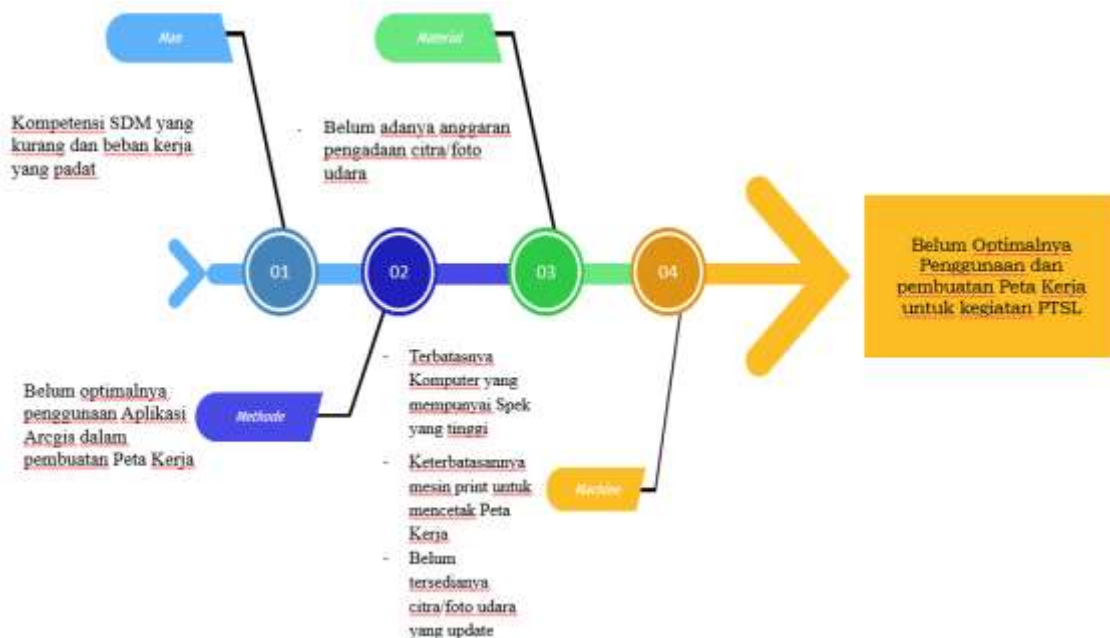 Man
Material
Kompetensi SDM yang
kurang dan beban kerja
yang padat
- Belum adanya anggaran
pengadaan citra/foto
udara
01
02
03
04
Belum Optimalnya
Penggunaan dan
pembuatan Peta Kerja
untuk kegiatan PTSL
Belum optimalnya
penggunaan Aplikasi
Arcgis dalam
pembuatan Peta Kerja
Methode
- Terbatasnya
Komputer yang
mempunyai Spek
yang tinggi
- Keterbatasannya
mesin print untuk
mencetak Peta
Kerja
- Belum
tersedianya
citra/foto udara
yang update
Machine